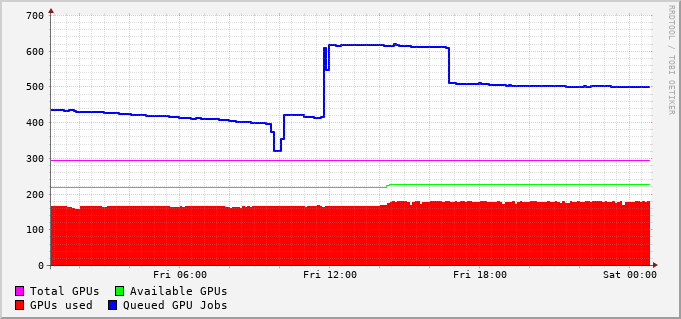 700
600
500
400
300
200
100
0
Fri 06:00 Fri 12:00 Fri 18:00 Sat 00:00
Total GPUs Available GPUs
GPUs used Queued GPU Jobs
RRDTOOL / TOBI OETIKER